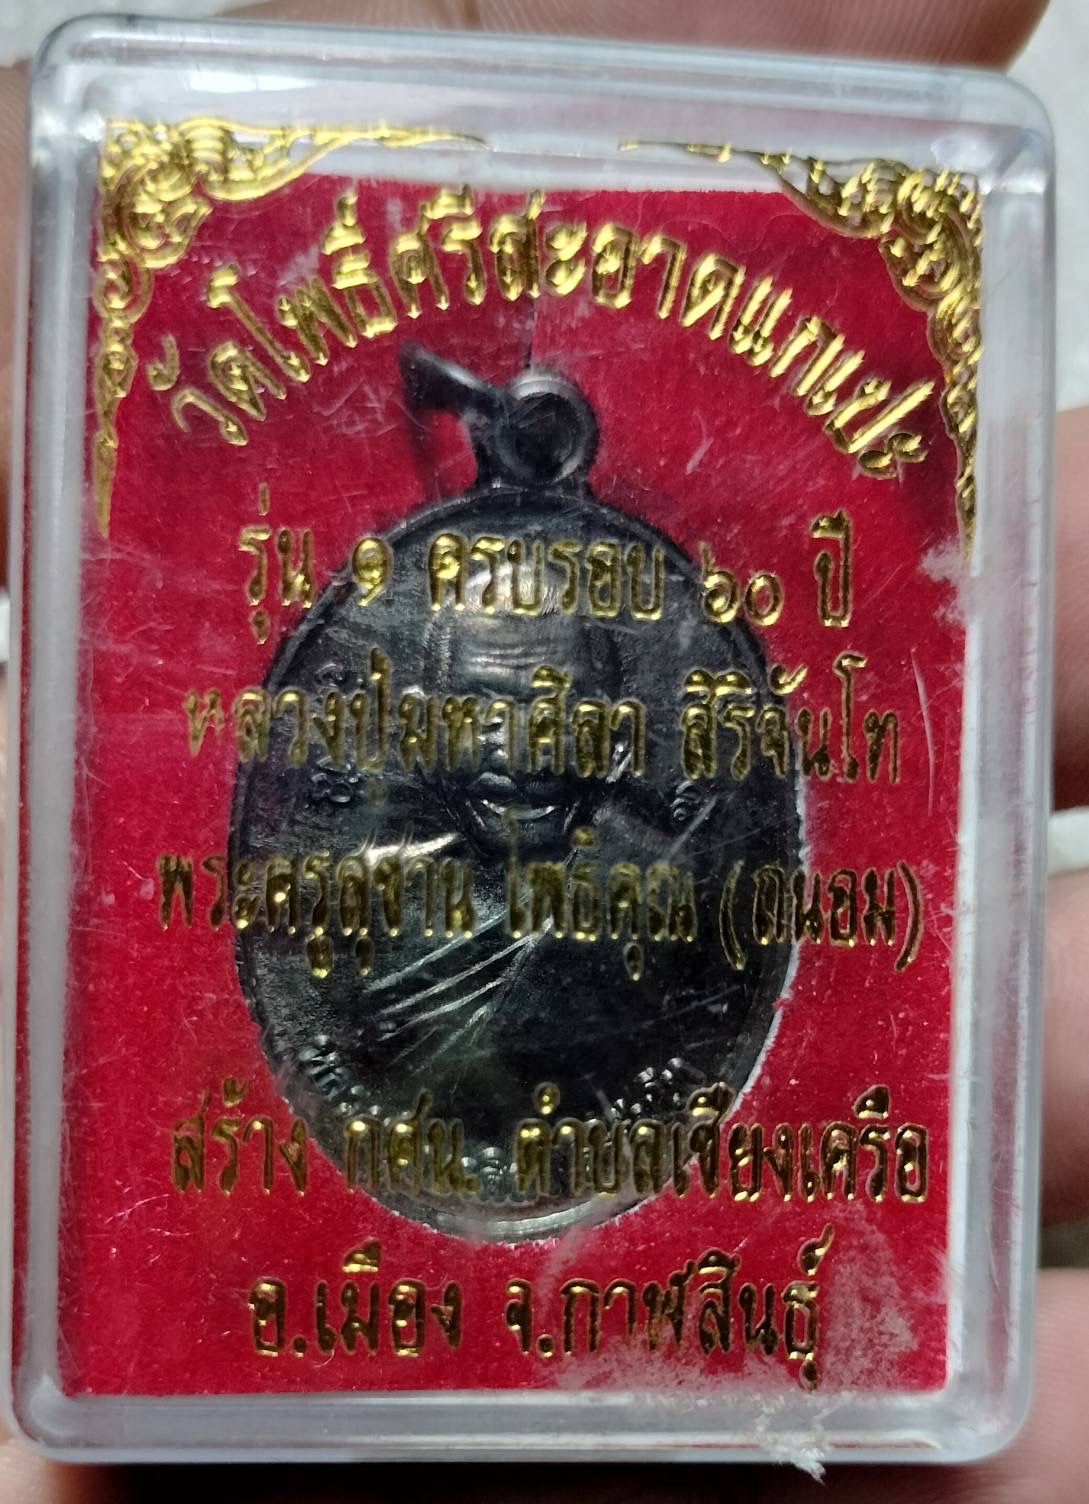 วัดโพธิ์ศรีสะอาดแกเปะ
รุ่น ๑ ครบรอบ ๖๐ ปี
หลวงปู่มหาศิลา สิริจันโท
พระครูสุชาน โพธิคุณ (ถนอม)
สร้าง กศน. ตำบลเชียงเครือ
อ.เมือง จ.กาฬสินธุ์